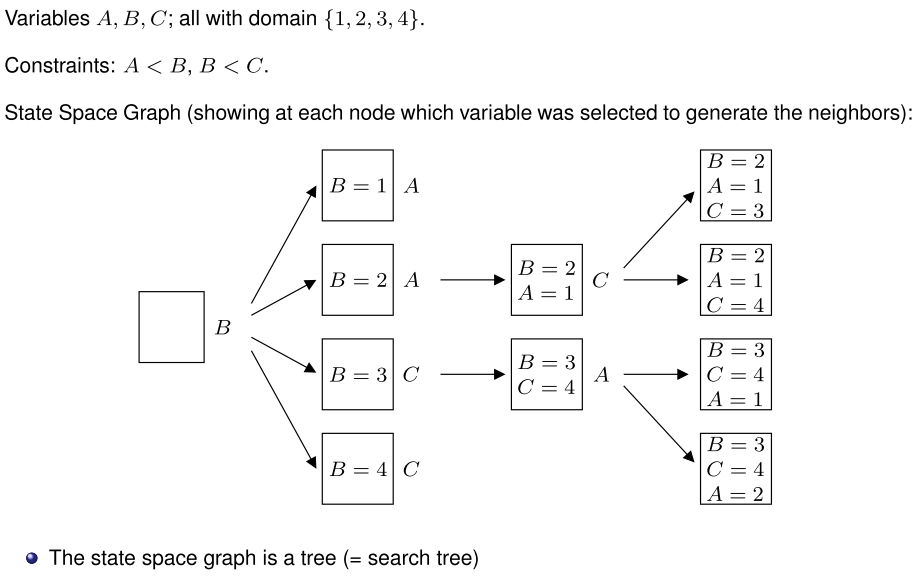 Variables A, B, C; all with domain {1, 2, 3, 4}.
Constraints: A < B, B < C.
State Space Graph (showing at each node which variable was selected to generate the neighbors):
B
B = 1 A
B = 2 A
B = 3 C
B = 4 C
B = 2
A = 1
C
B = 3
C = 4
A
B = 2
A = 1
C = 3
B = 2
A = 1
C = 4
B = 3
C = 4
A = 1
B = 3
C = 4
A = 2
The state space graph is a tree (= search tree)